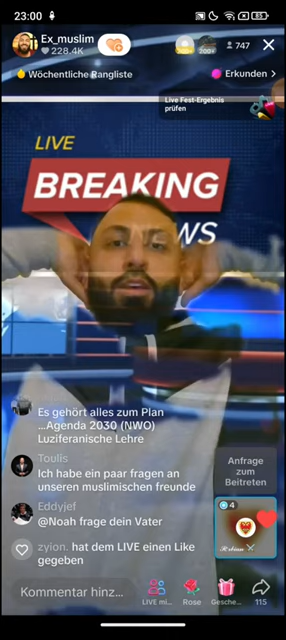 23:00
85
Ex_muslim
228.4K
747
Wöchentliche Rangliste
Erkunden >
Live Fest-Ergebnis
prüfen
LIVE
BREAKING
WS
Es gehört alles zum Plan
...Agenda 2030 (NWO)
Luziferanische Lehre
Toulis
Ich habe ein paar fragen an
unseren muslimischen freunde
Eddyjef
@Noah frage dein Vater
zyion. hat dem LIVE einen Like
gegeben
Anfrage
zum
Beitreten
4
Kommentar hinz...
LIVE mi...
Rose
Gesche...
115